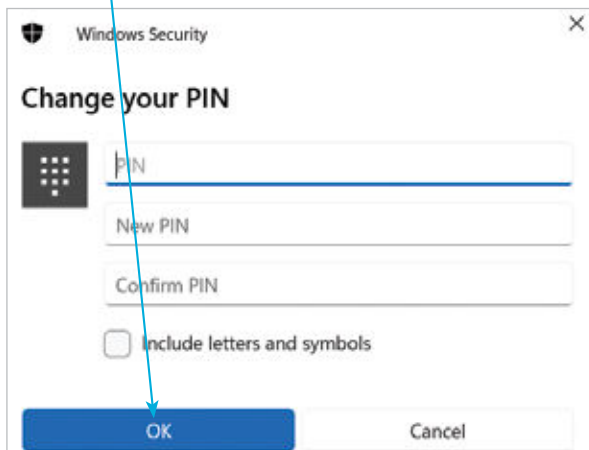 Windows Security
Change your PIN
PIN
New PIN
Confirm PIN
Include letters and symbols
OK Cancel